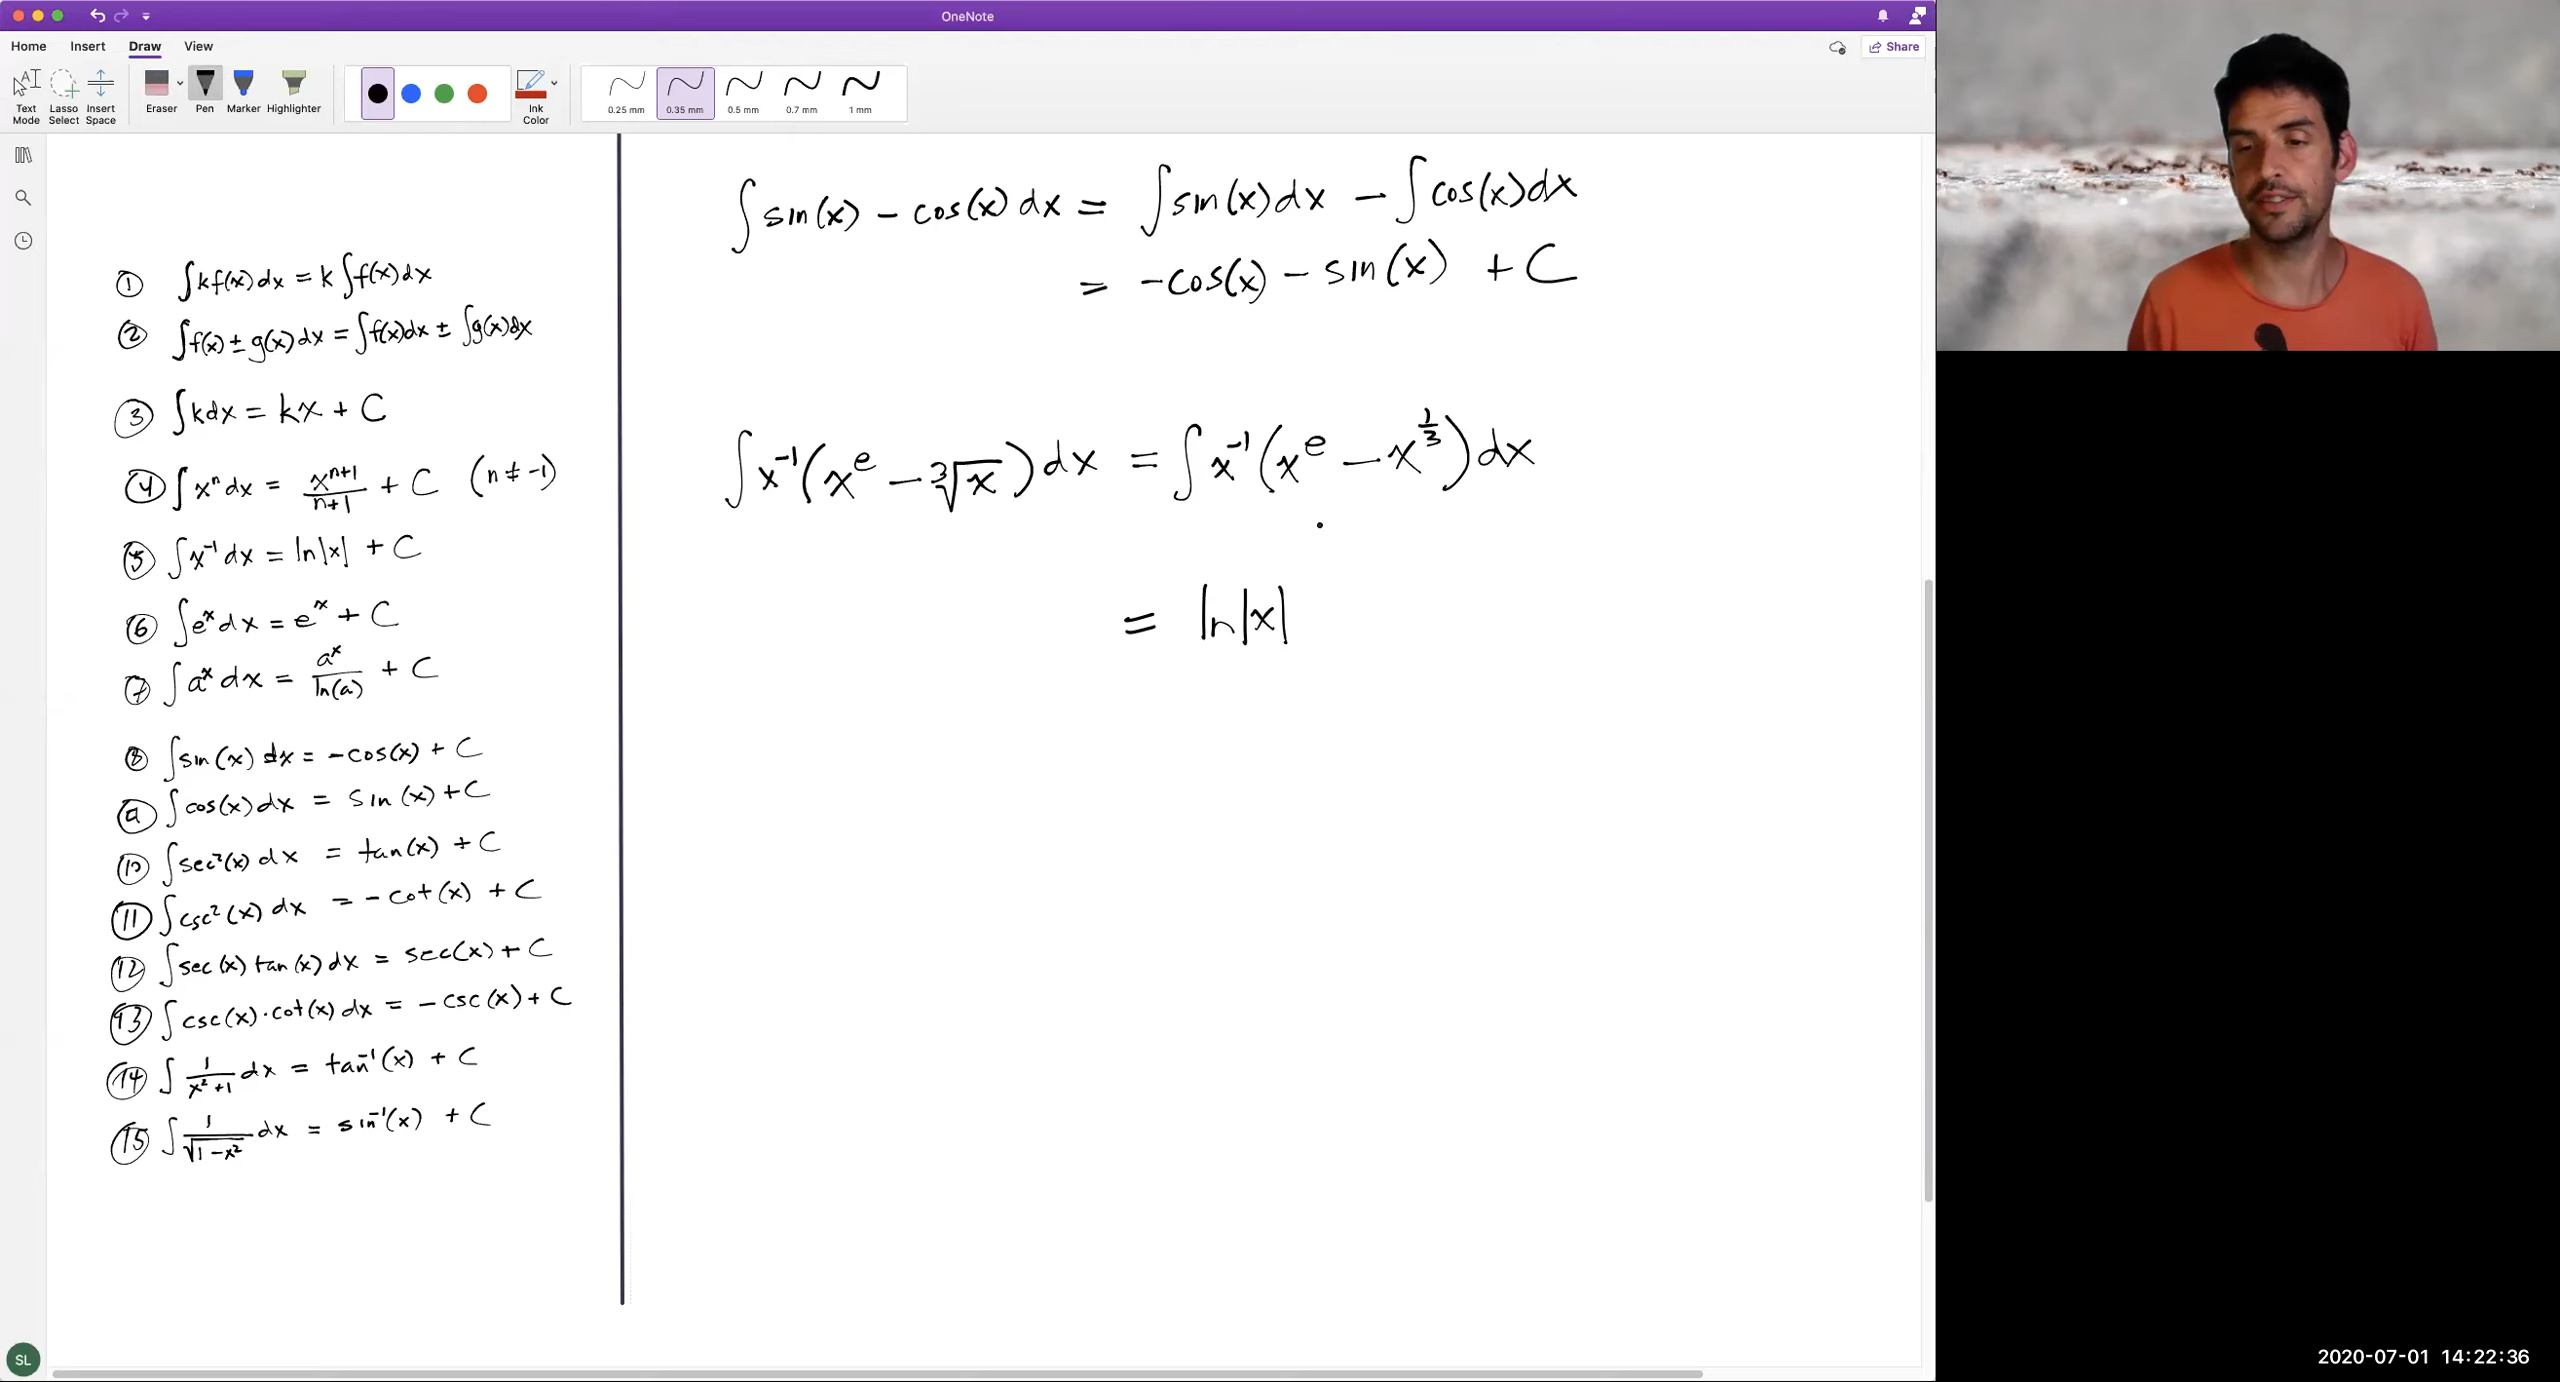 OneNote
Home Insert Draw View
Share
Text Mode
Lasso Select
Insert Space
Eraser
Pen
Marker
Highlighter
Ink Color
0.25 mm
0.35 mm
0.5 mm
0.7 mm
1 mm
① ∫kf(x)dx = k∫f(x)dx
② ∫f(x)±g(x)dx = ∫f(x)dx ± ∫g(x)dx
③ ∫kdx = kx + C
④ ∫xⁿdx = xⁿ⁺¹/n+1 + C (n≠-1)
⑤ ∫x⁻¹dx = ln|x| + C
⑥ ∫eˣdx = eˣ + C
⑦ ∫aˣdx = aˣ/ln(a) + C
⑧ ∫sin(x)dx = -cos(x) + C
⑨ ∫cos(x)dx = sin(x) + C
⑩ ∫sec²(x)dx = tan(x) + C
⑪ ∫csc²(x)dx = -cot(x) + C
⑫ ∫sec(x)tan(x)dx = sec(x) + C
⑬ ∫csc(x)·cot(x)dx = -csc(x) + C
⑭ ∫1/x²+1 dx = tan⁻¹(x) + C
⑮ ∫1/√1-x² dx = sin⁻¹(x) + C
∫sin(x) - cos(x)dx = ∫sin(x)dx - ∫cos(x)dx
= -cos(x) - sin(x) + C
∫x⁻¹(xᵉ - ∛x)dx = ∫x⁻¹(xᵉ - x^1/3)dx
= ln|x|
SL
2020-07-01 14:22:36